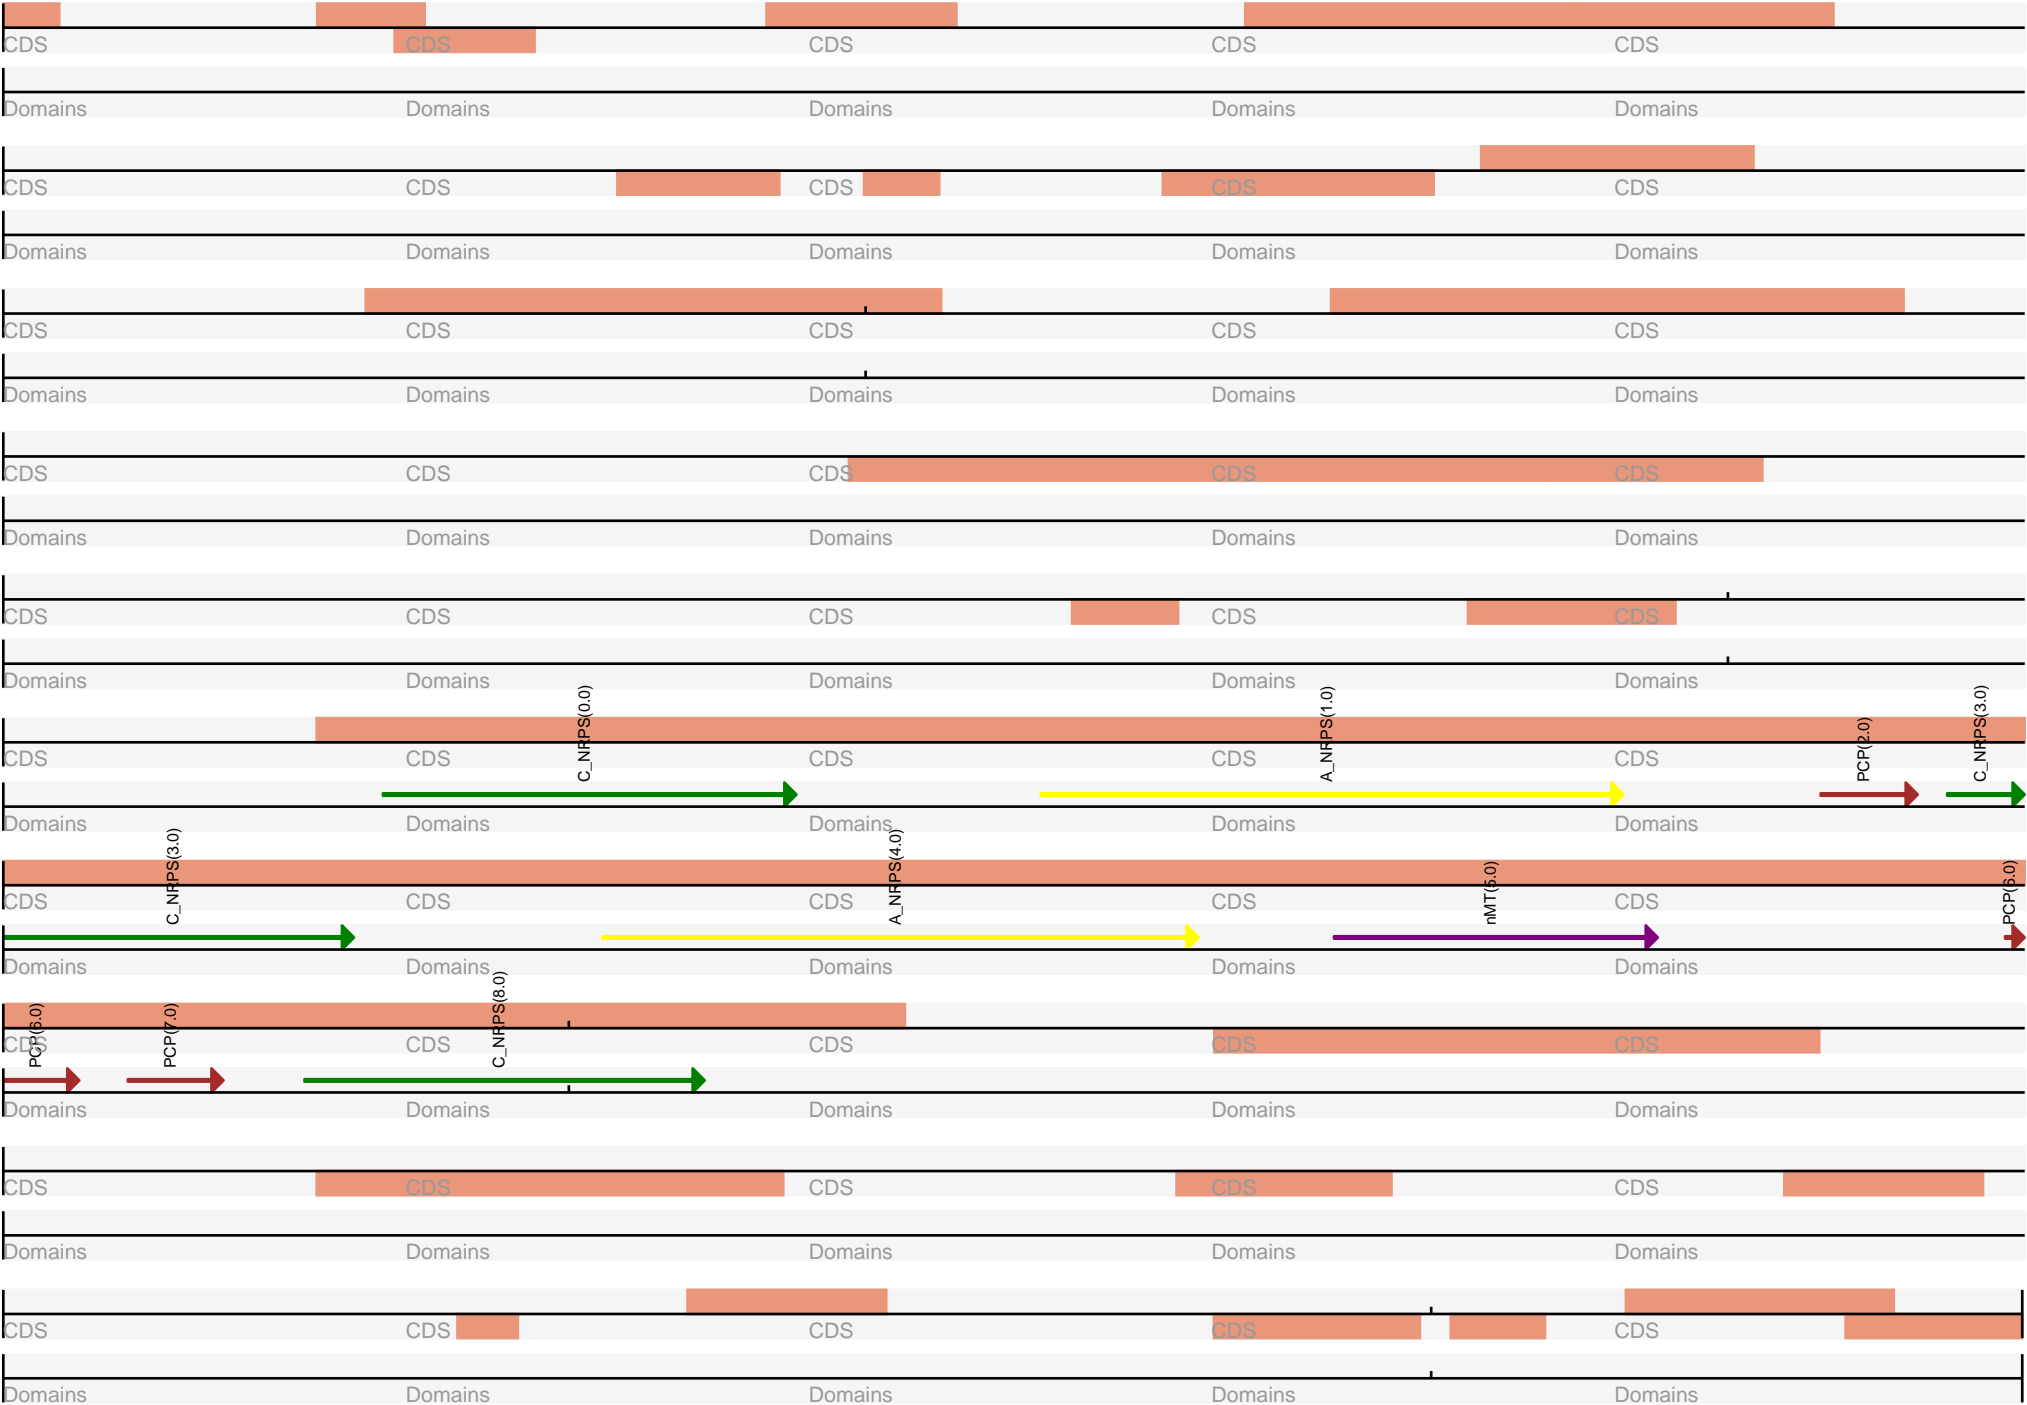 CDS CDS CDS CDS CDS
Domains Domains Domains Domains Domains
CDS CDS CDS CDS CDS
Domains Domains Domains Domains Domains
CDS CDS CDS CDS CDS
Domains Domains Domains Domains Domains
CDS CDS CDS CDS CDS
Domains Domains Domains Domains Domains
CDS CDS CDS CDS CDS
Domains Domains Domains Domains Domains
C_NRPS(0.0) A_NRPS(1.0) PCP(2.0) C_NRPS(3.0)
CDS CDS CDS CDS CDS
Domains Domains Domains Domains Domains
C_NRPS(3.0) A_NRPS(4.0) nMT(5.0) PCP(6.0)
CDS CDS CDS CDS CDS
Domains Domains Domains Domains Domains
PCP(6.0) PCP(7.0) C_NRPS(8.0)
CDS CDS CDS CDS CDS
Domains Domains Domains Domains Domains
CDS CDS CDS CDS CDS
Domains Domains Domains Domains Domains
CDS CDS CDS CDS CDS
Domains Domains Domains Domains Domains